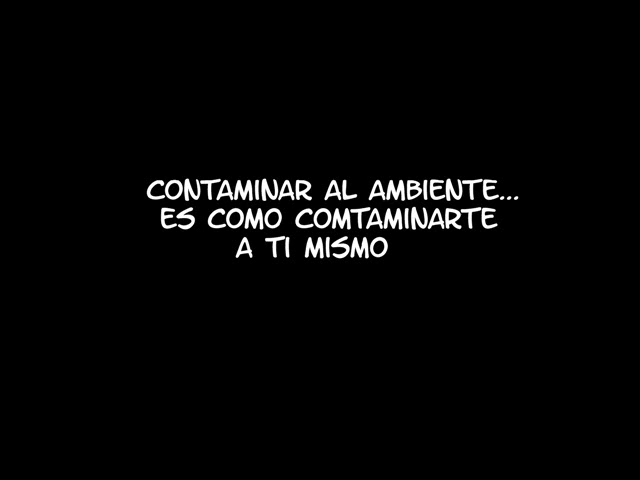 CONTAMINAR AL AMBIENTE...
ES COMO COMTAMINARTE
A TI MISMO